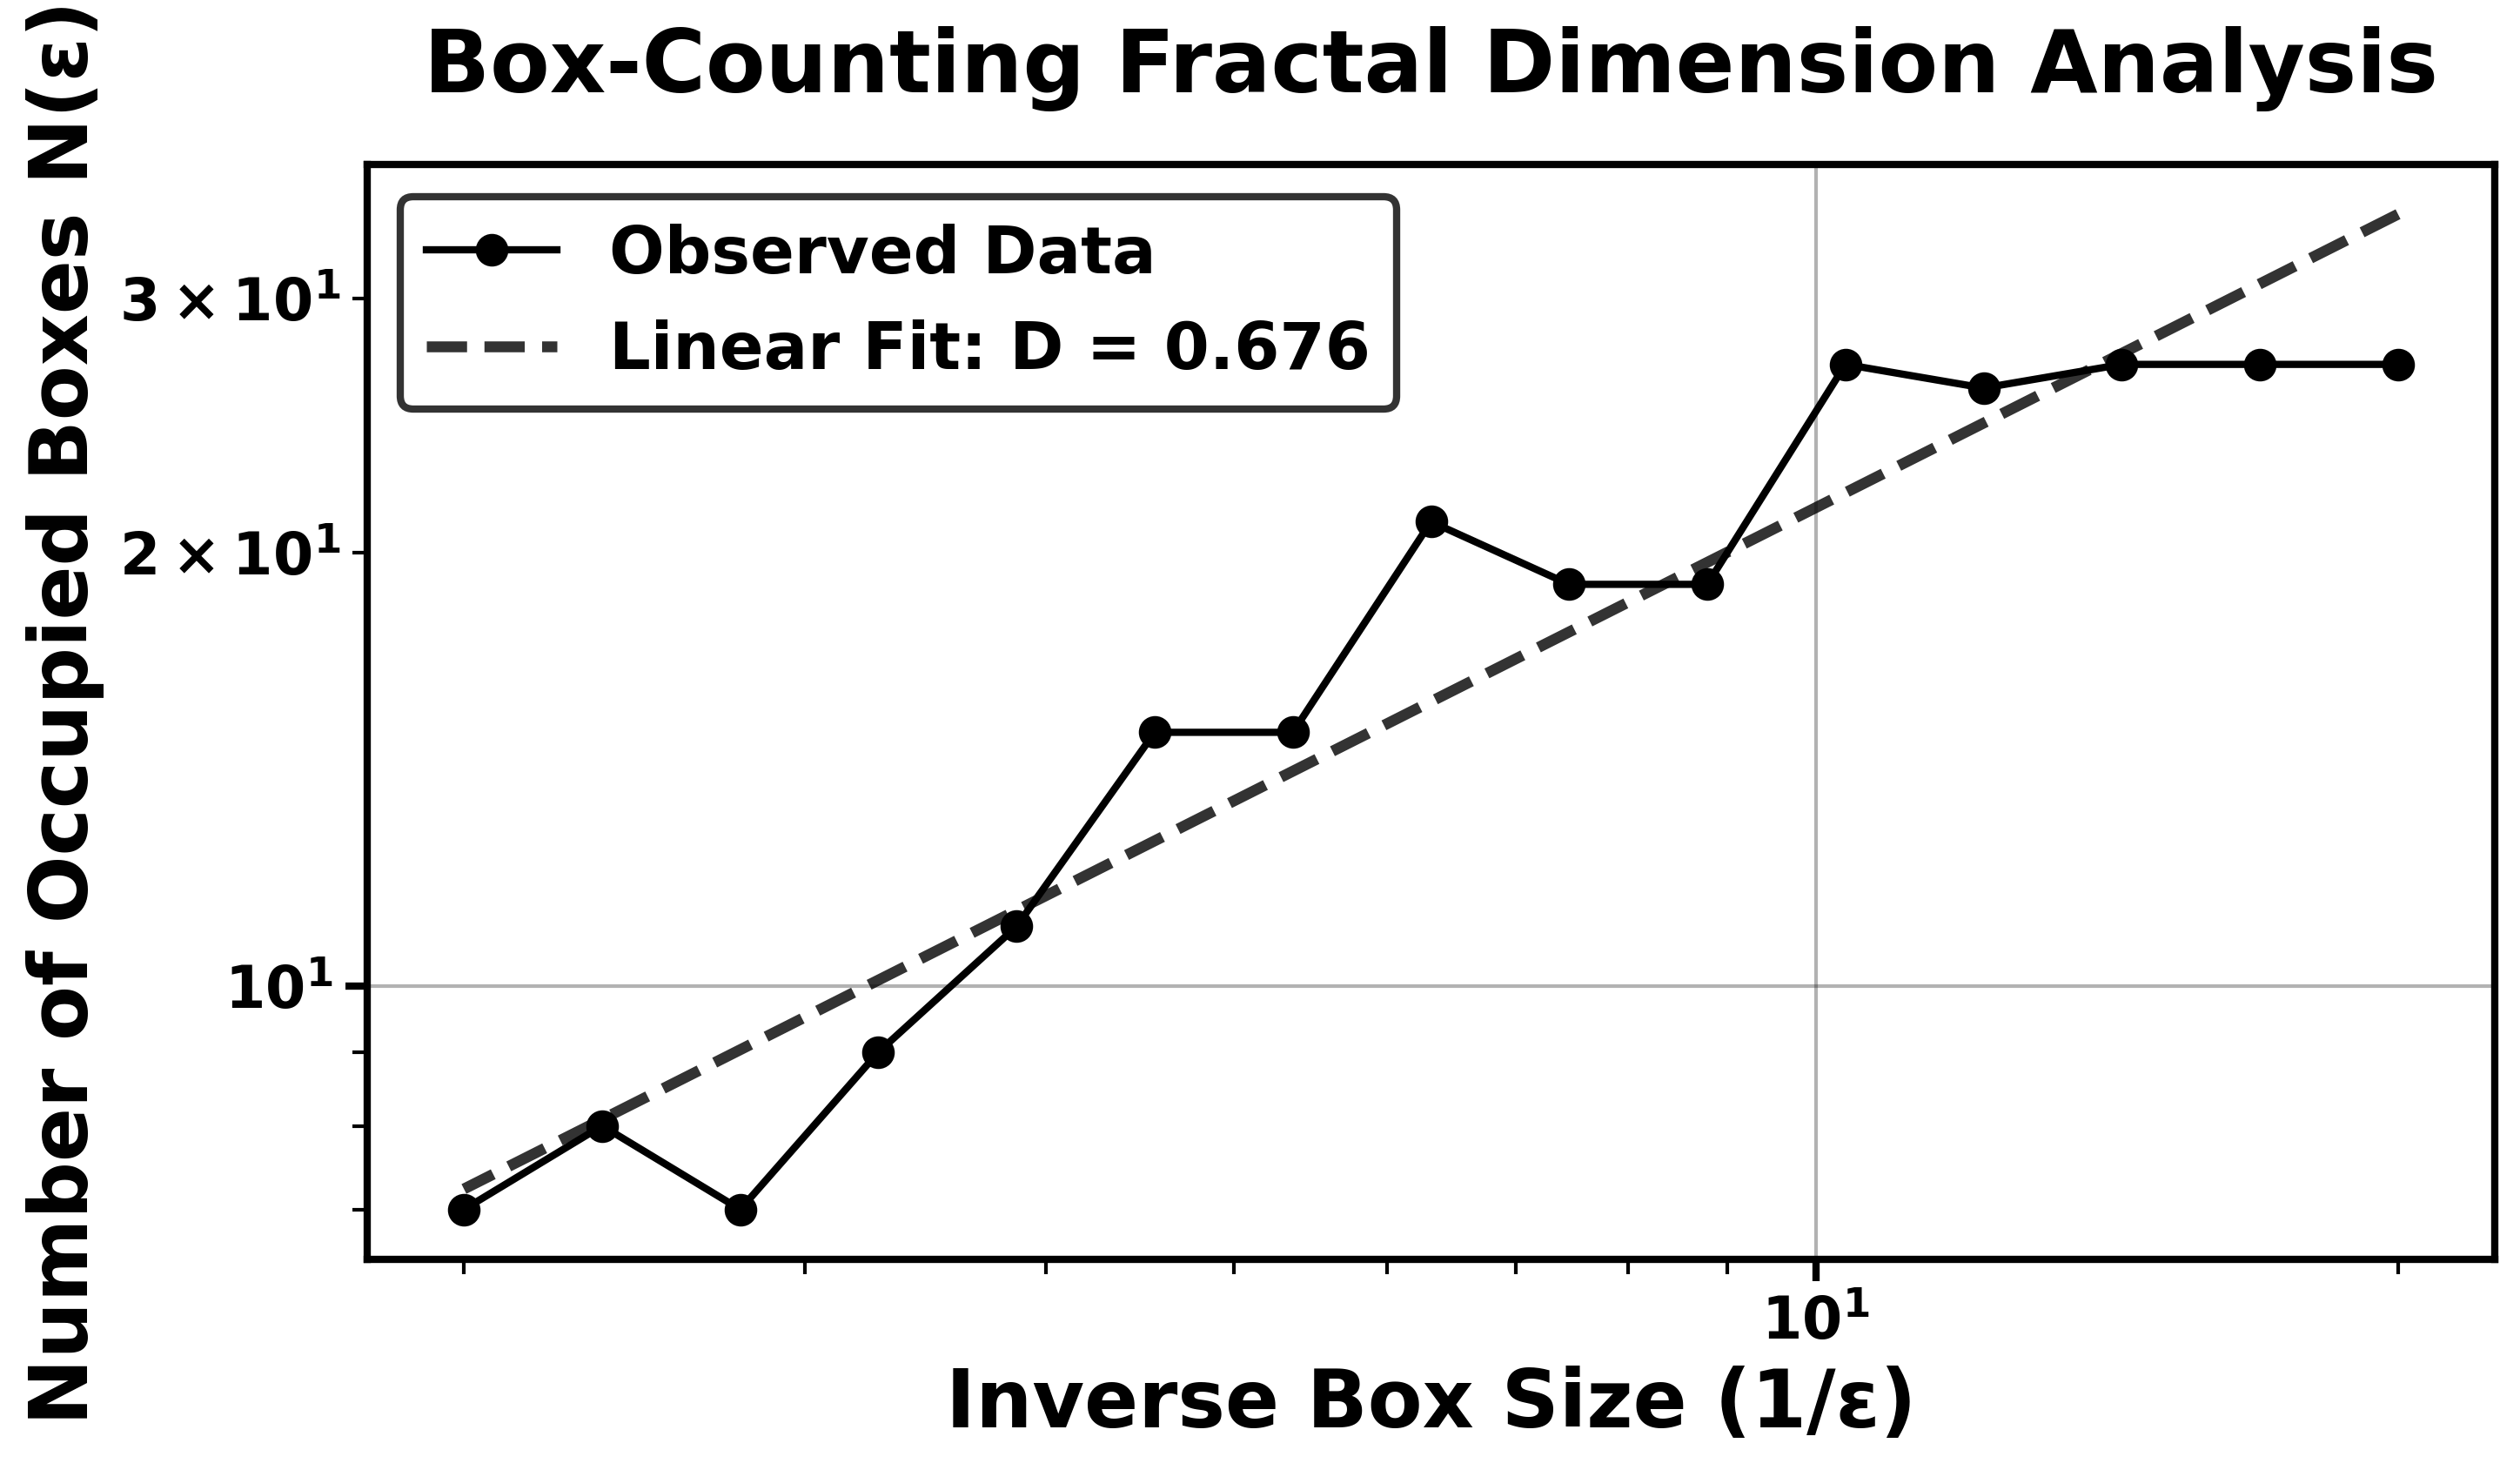 Box-Counting Fractal Dimension Analysis
Number of Occupied Boxes N(ε)
Observed Data
Linear Fit: D = 0.676
3 × 10¹
2 × 10¹
10¹
10¹
Inverse Box Size (1/ε)